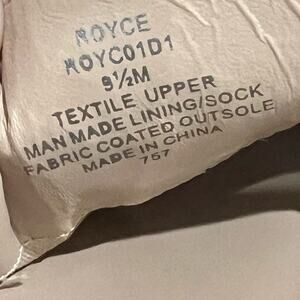 ROYCE
ROYC01D1
9½M
TEXTILE UPPER
MAN MADE LINING/SOCK
FABRIC COATED OUTSOLE
MADE IN CHINA
757